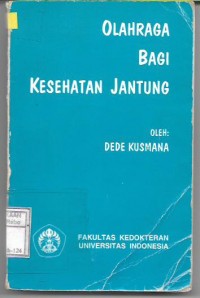 OLAHRAGA
BAGI
KESEHATAN JANTUNG
OLEH:
DEDE KUSMANA
FAKULTAS KEDOKTERAN
UNIVERSITAS INDONESIA